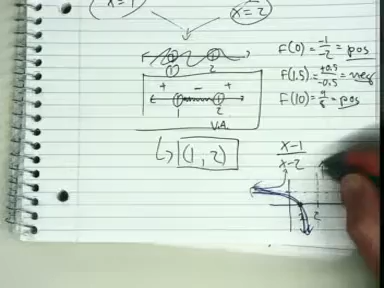 x=1
x=2
F(0) = -1/-2 = pos
1 2
F(1.5) = +0.5/-0.5 = neg
+ - +
F(10) = 9/8 = pos
1 2
V.A.
(1, 2)
x-1
x-2
2